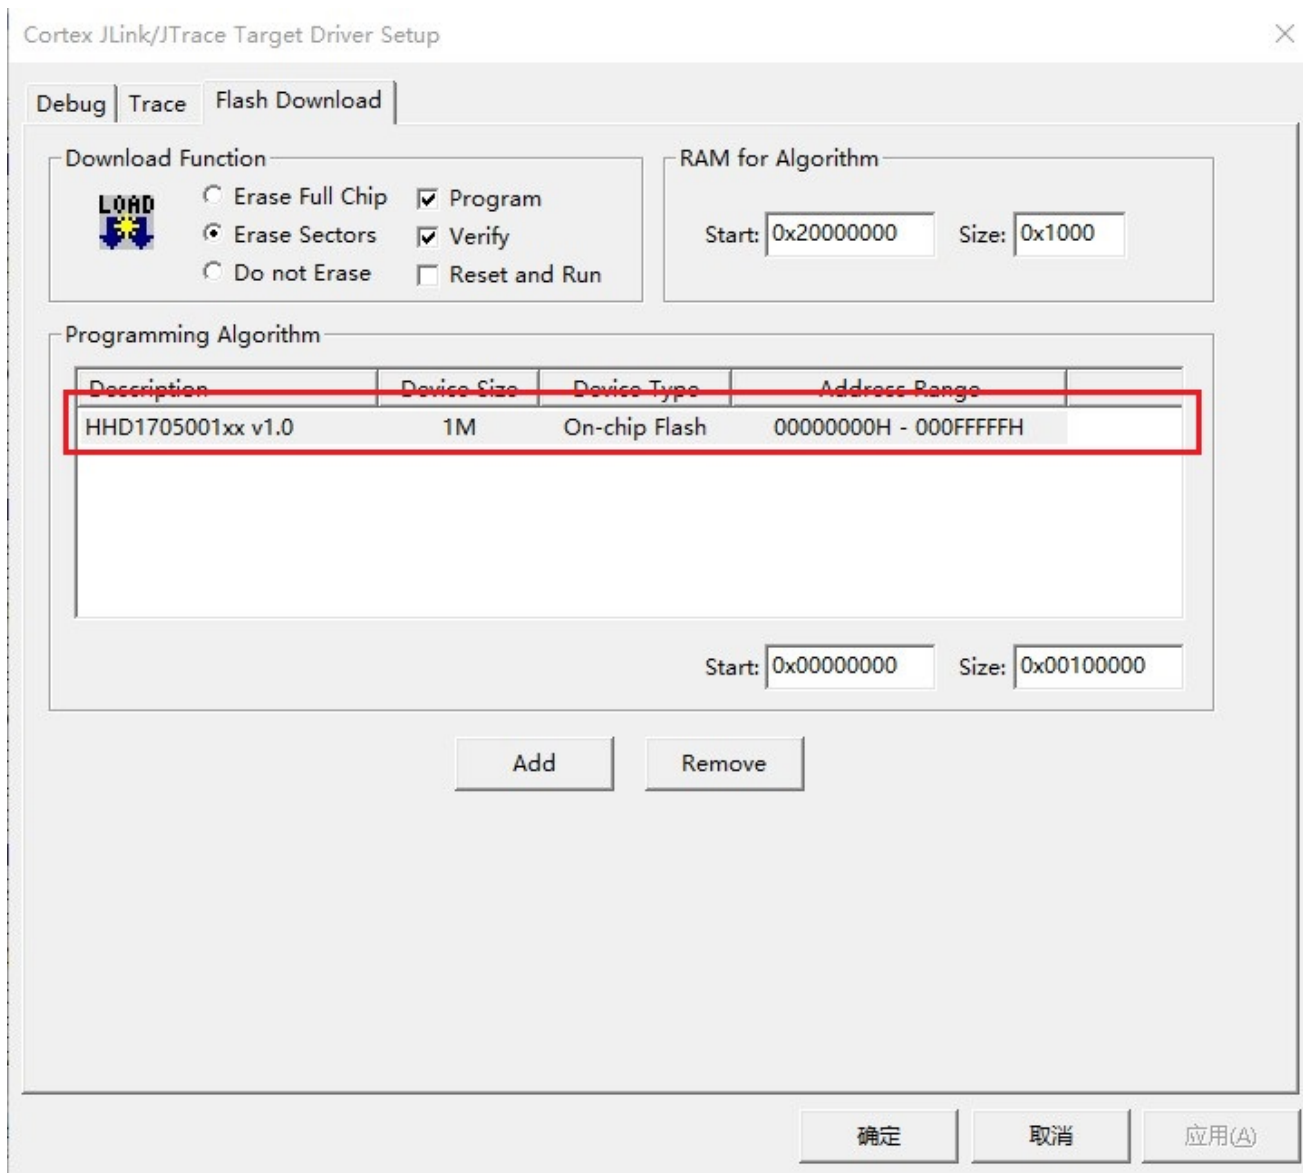 Cortex JLink/JTrace Target Driver Setup
Debug Trace Flash Download
Download Function
LOAD
Erase Full Chip
Erase Sectors
Do not Erase
Program
Verify
Reset and Run
RAM for Algorithm
Start: 0x20000000 Size: 0x1000
Programming Algorithm
Description Device Size Device Type Address Range
HHD1705001xx v1.0 1M On-chip Flash 00000000H - 000FFFFFH
Start: 0x00000000 Size: 0x00100000
Add Remove
确定 取消 应用(A)